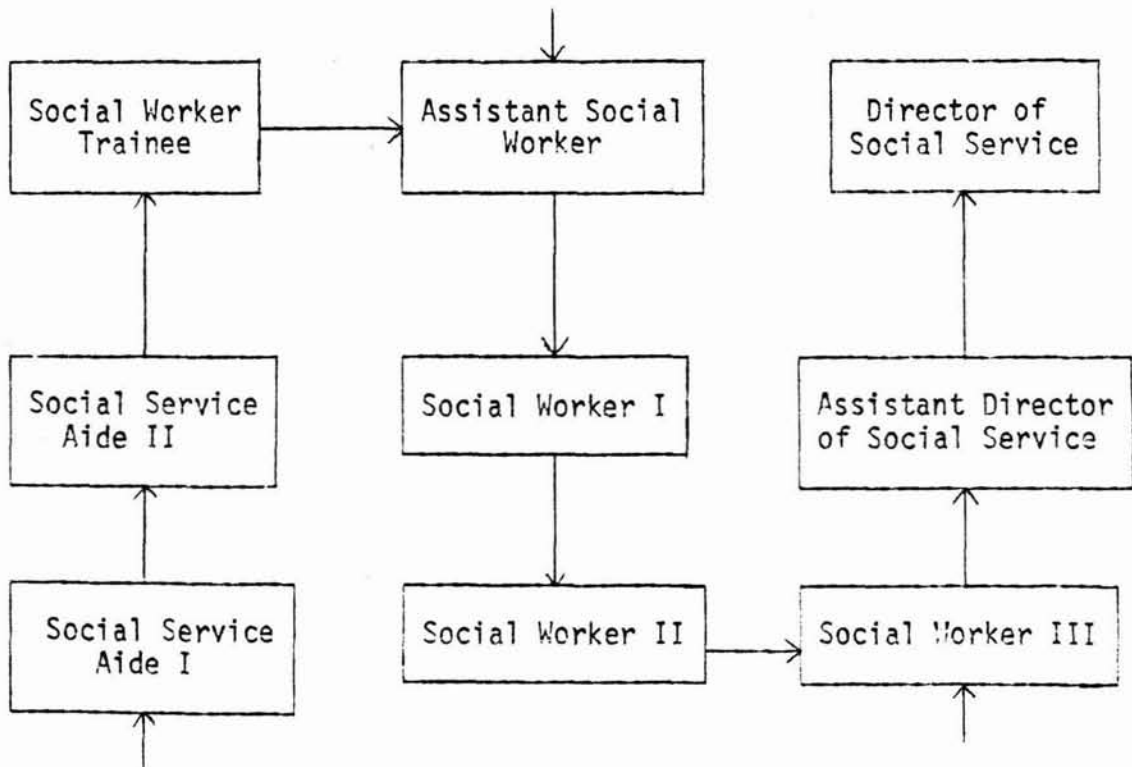 Social Worker
Trainee
Assistant Social
Worker
Director of
Social Service
Social Service
Aide II
Social Worker I
Assistant Director
of Social Service
Social Service
Aide I
Social Worker II
Social Worker III